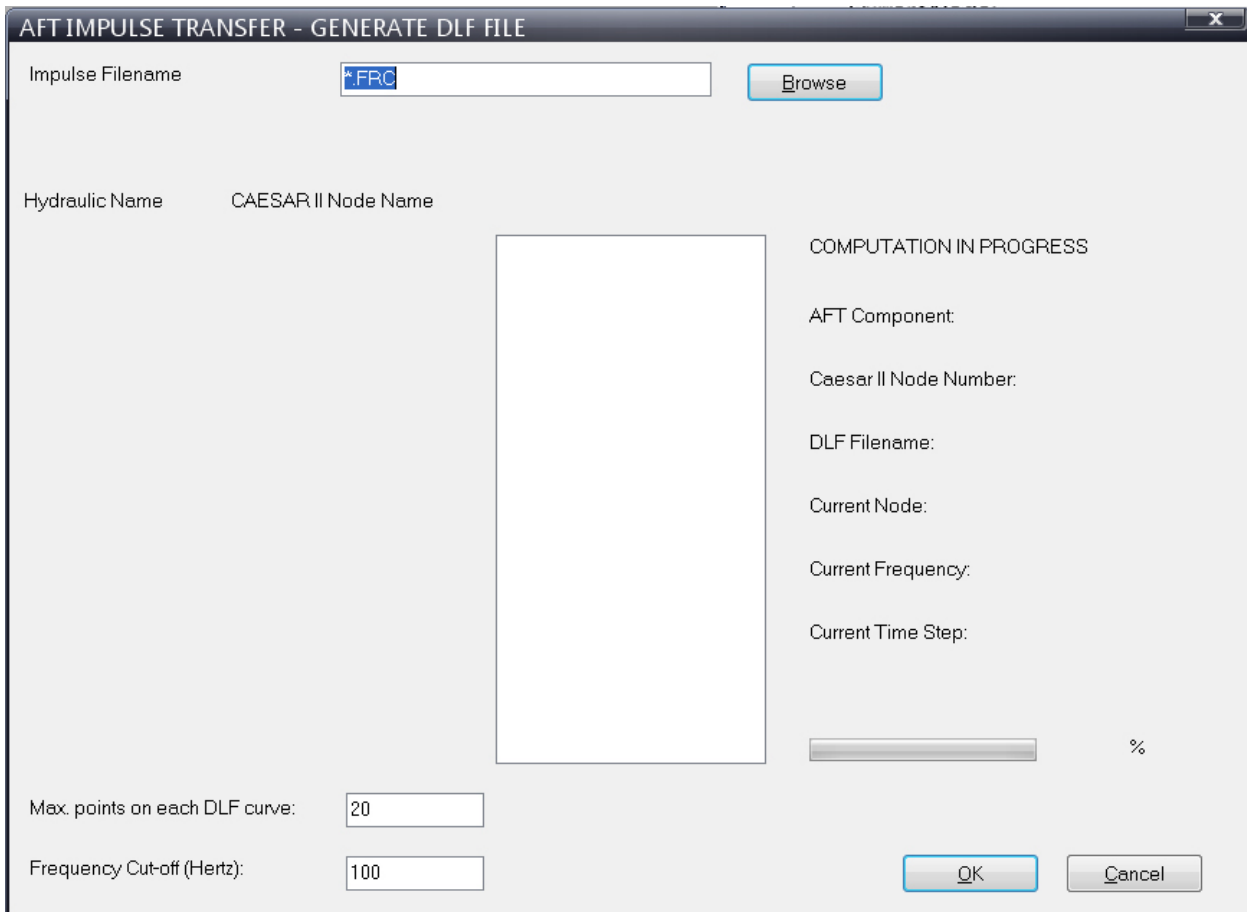 AFT IMPULSE TRANSFER - GENERATE DLF FILE
x
Impulse Filename
*.FRC
Browse
Hydraulic Name
CAESAR II Node Name
COMPUTATION IN PROGRESS
AFT Component:
Caesar II Node Number:
DLF Filename:
Current Node:
Current Frequency:
Current Time Step:
%
Max. points on each DLF curve:
20
Frequency Cut-off (Hertz):
100
OK
Cancel